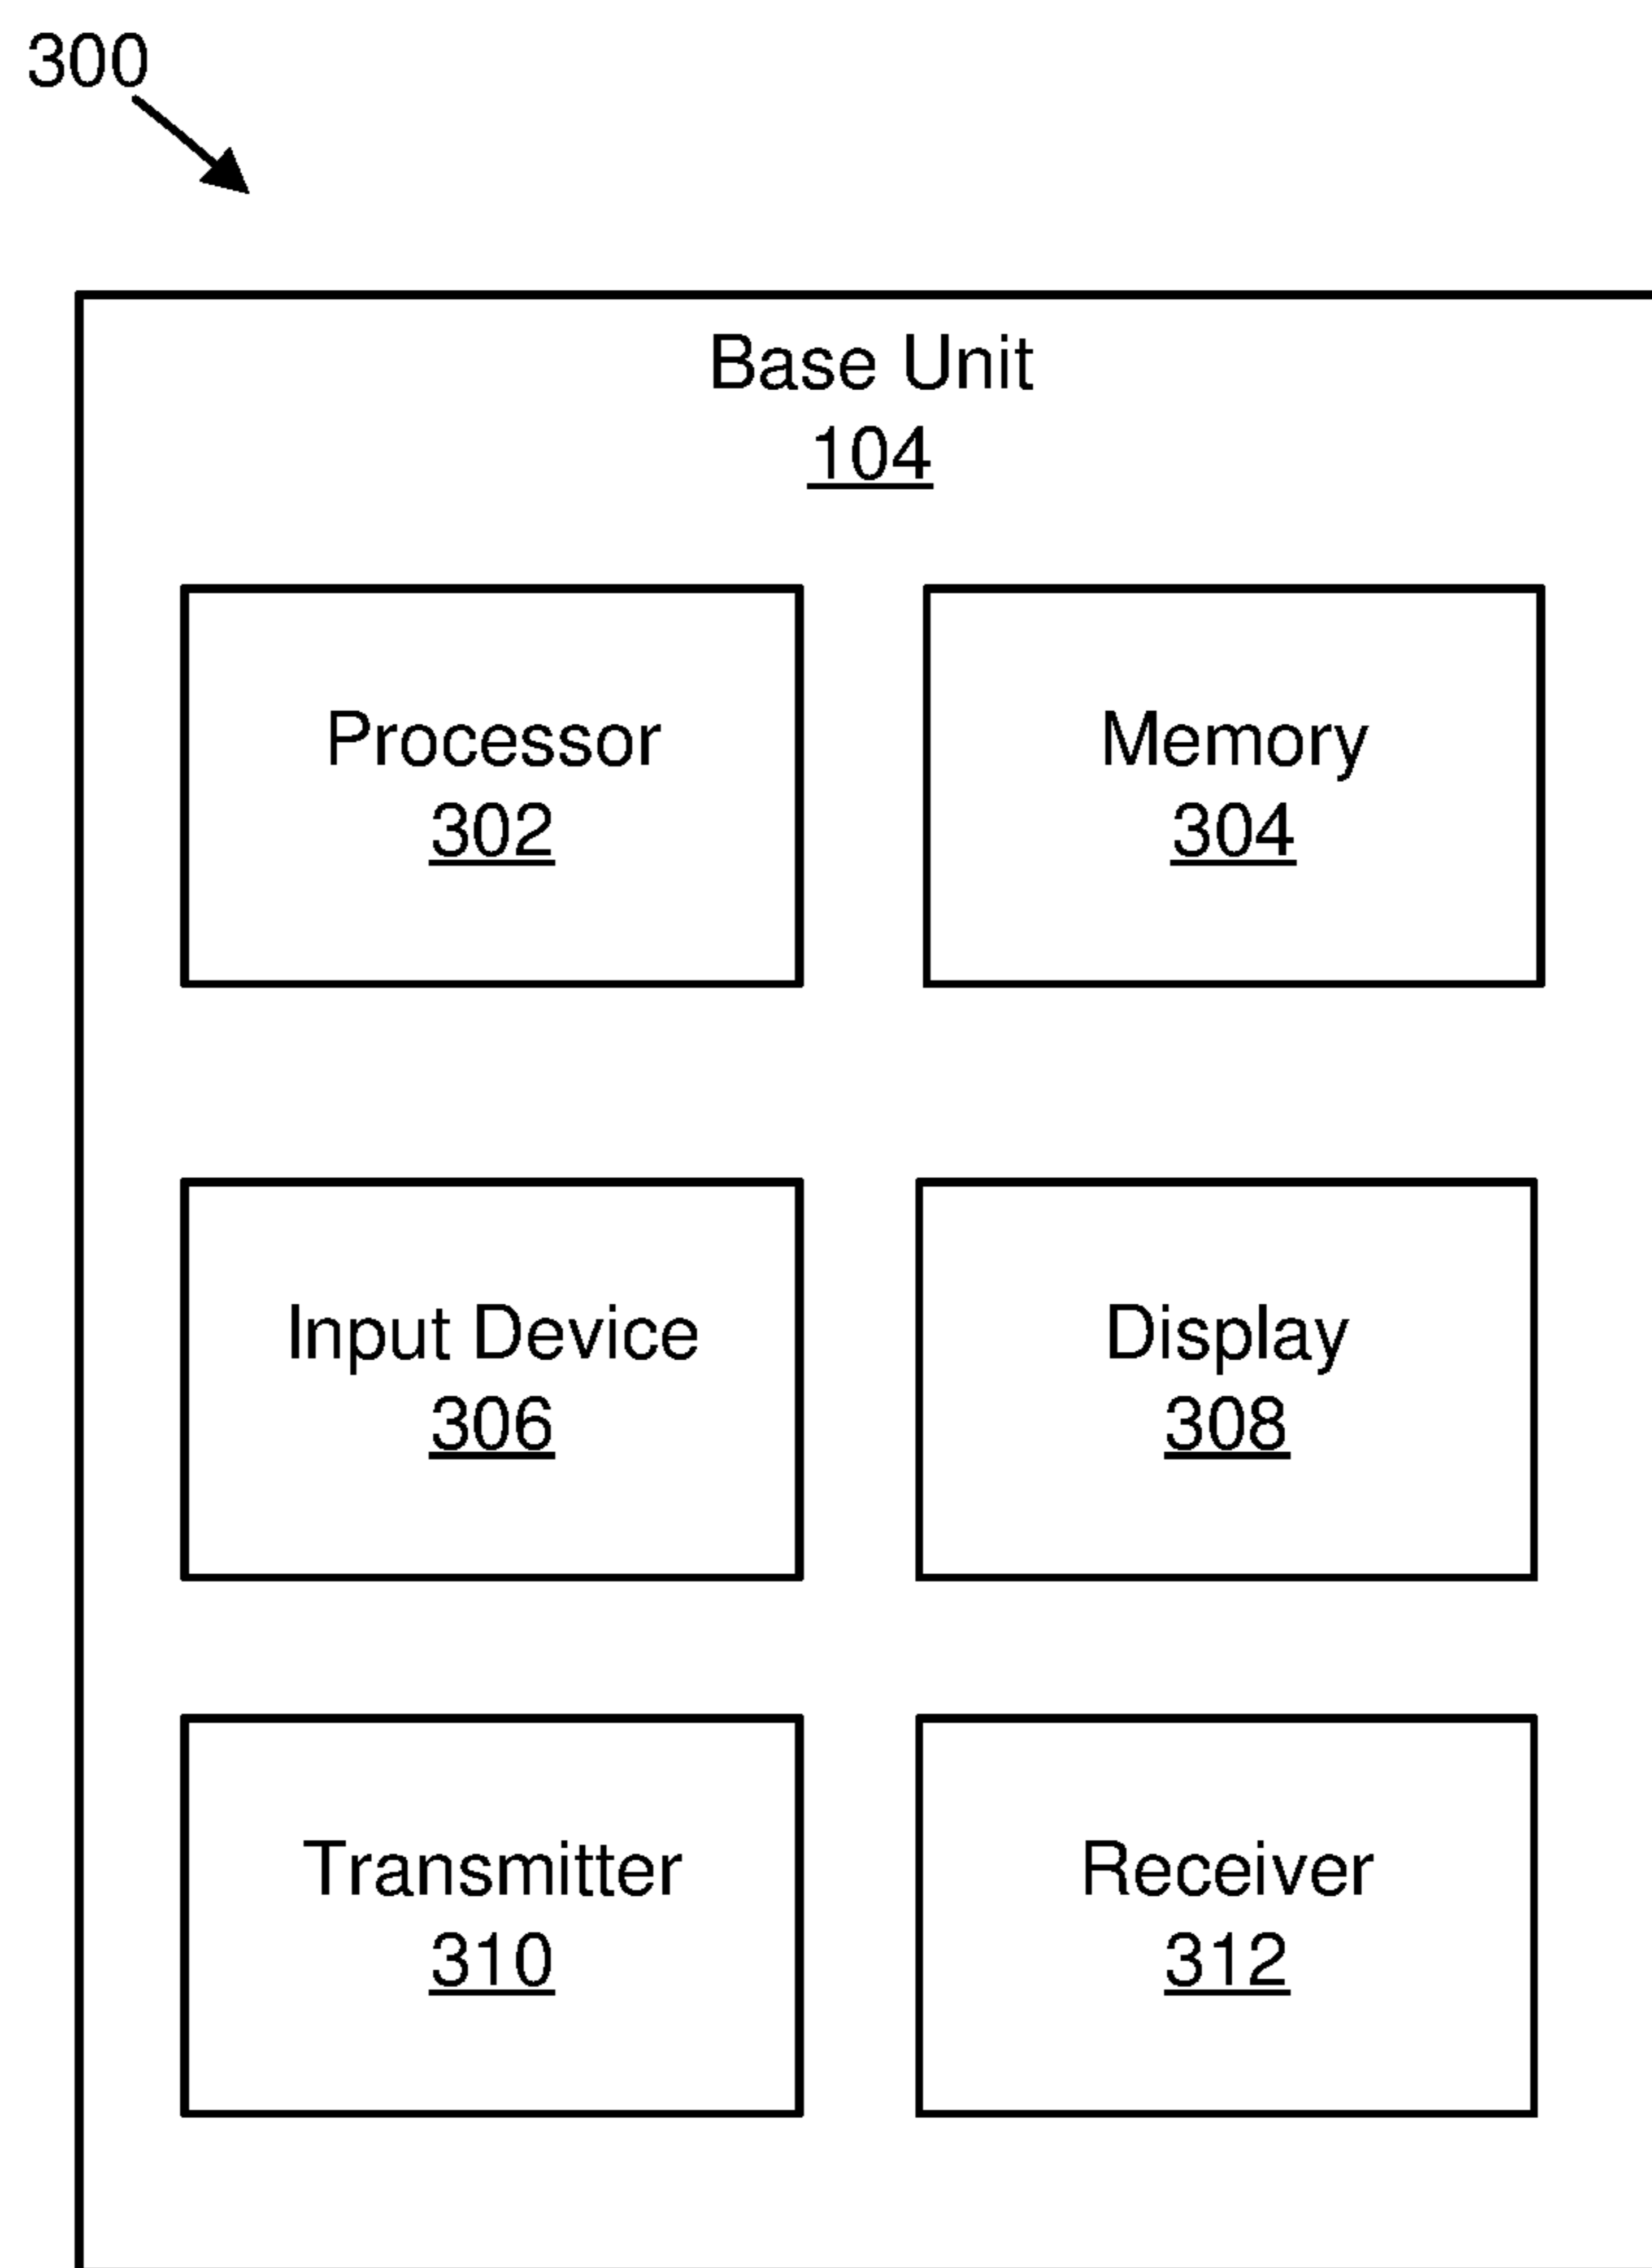 300
Base Unit
104
Processor
302
Memory
304
Input Device
306
Display
308
Transmitter
310
Receiver
312